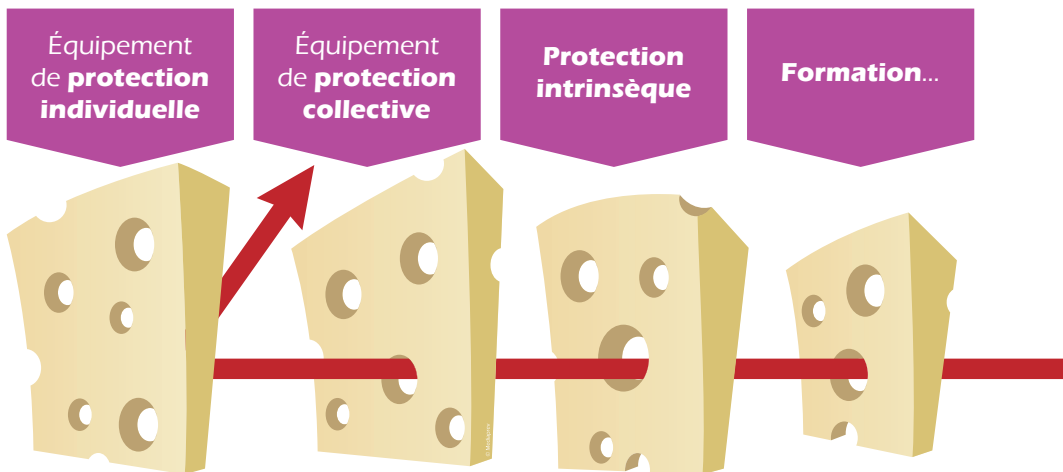 Équipement
de protection
individuelle
Équipement
de protection
collective
Protection
intrinsèque
Formation...